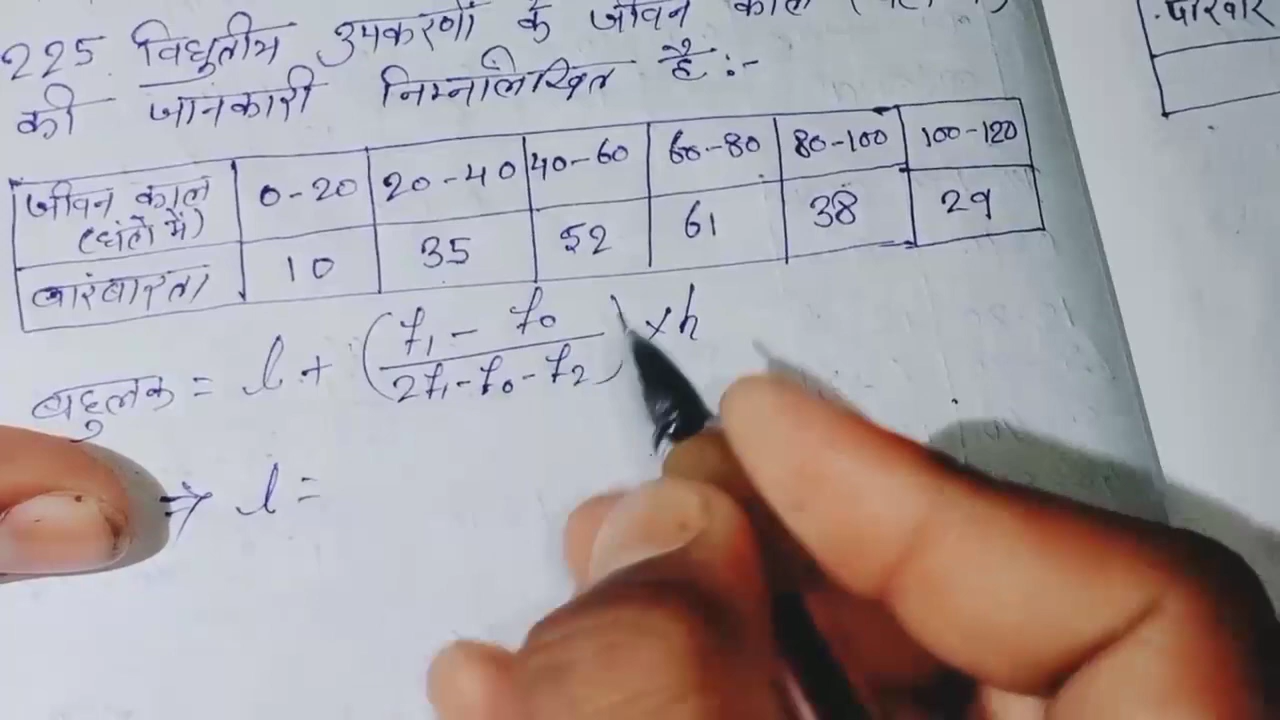 225 विद्युतीय उपकरणों के जीवन काल
की जानकारी निम्नलिखित है:-
जीवन काल (घंटों में) 0-20 20-40 40-60 60-80 80-100 100-120
बारंबारता 10 35 52 61 38 29
बहुलक = l + (f₁ - f₀ / 2f₁ - f₀ - f₂) × h
⇒ l =
परिवार